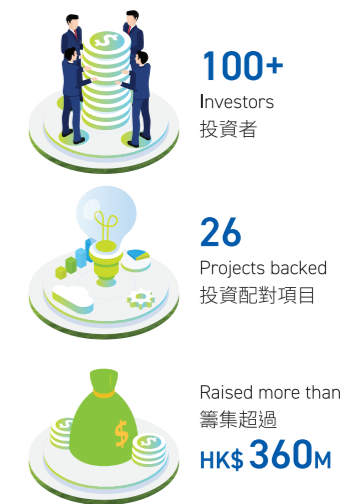 100+
Investors
投資者
26
Projects backed
投資配對項目
Raised more than
籌集超過
HK$ 360M